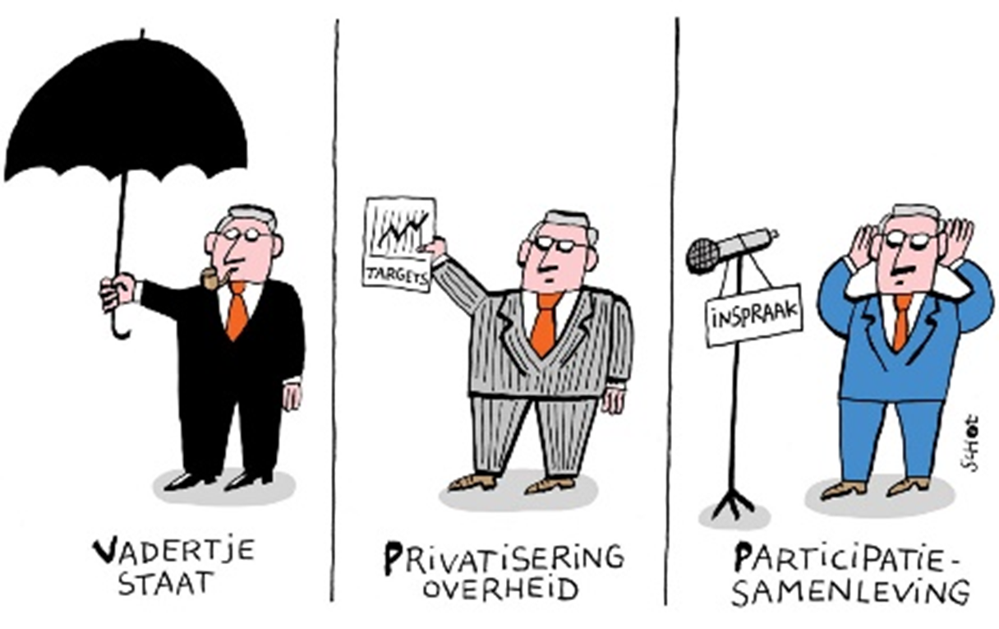 TARGETS
iNSPRAAK
SCHOT
VADERTjE
STAAT
PRiVATiSERiNG
OVERHEiD
PARTiCiPATiE-
SAMENLEViNG